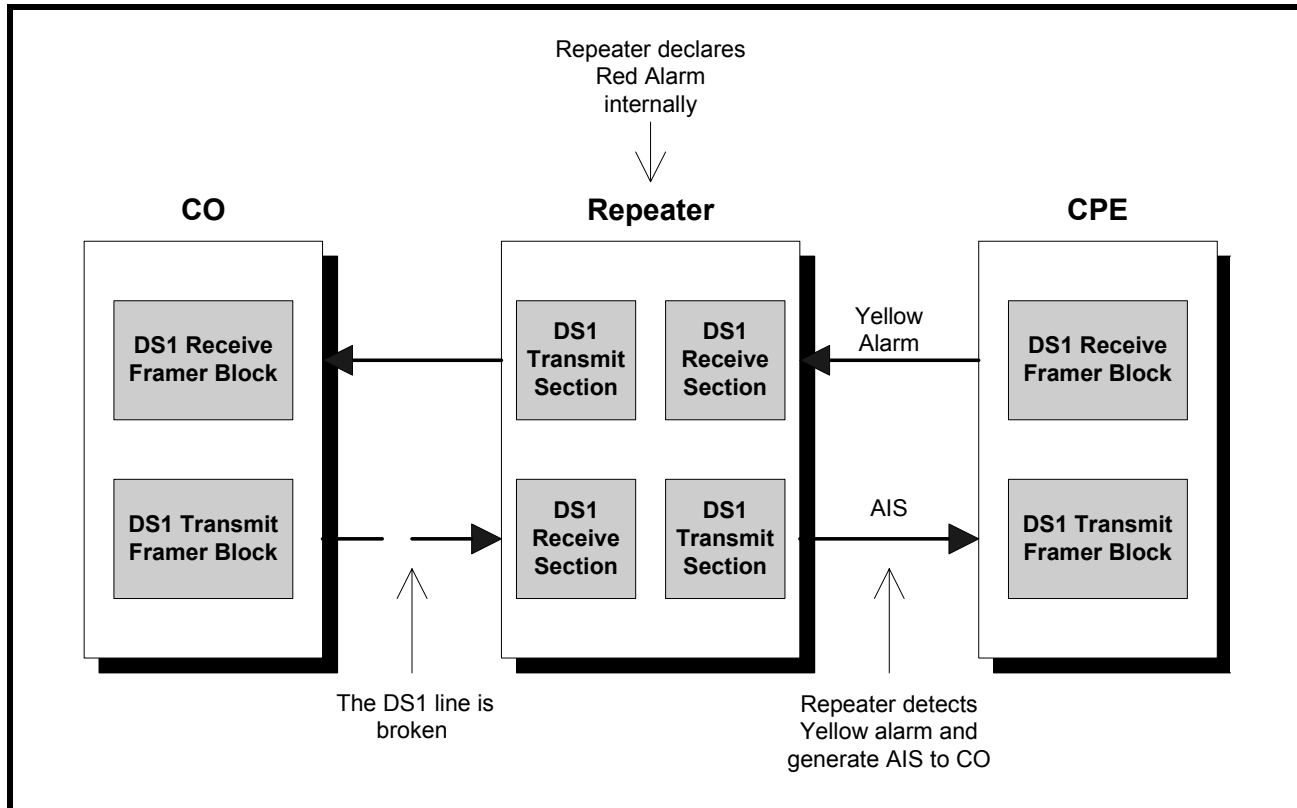 Repeater declares
Red Alarm
internally
CO
Repeater
CPE
DS1 Receive
Framer Block
DS1
Transmit
Section
DS1
Receive
Section
Yellow
Alarm
DS1 Receive
Framer Block
DS1 Transmit
Framer Block
DS1
Receive
Section
DS1
Transmit
Section
AIS
DS1 Transmit
Framer Block
The DS1 line is
broken
Repeater detects
Yellow alarm and
generate AIS to CO